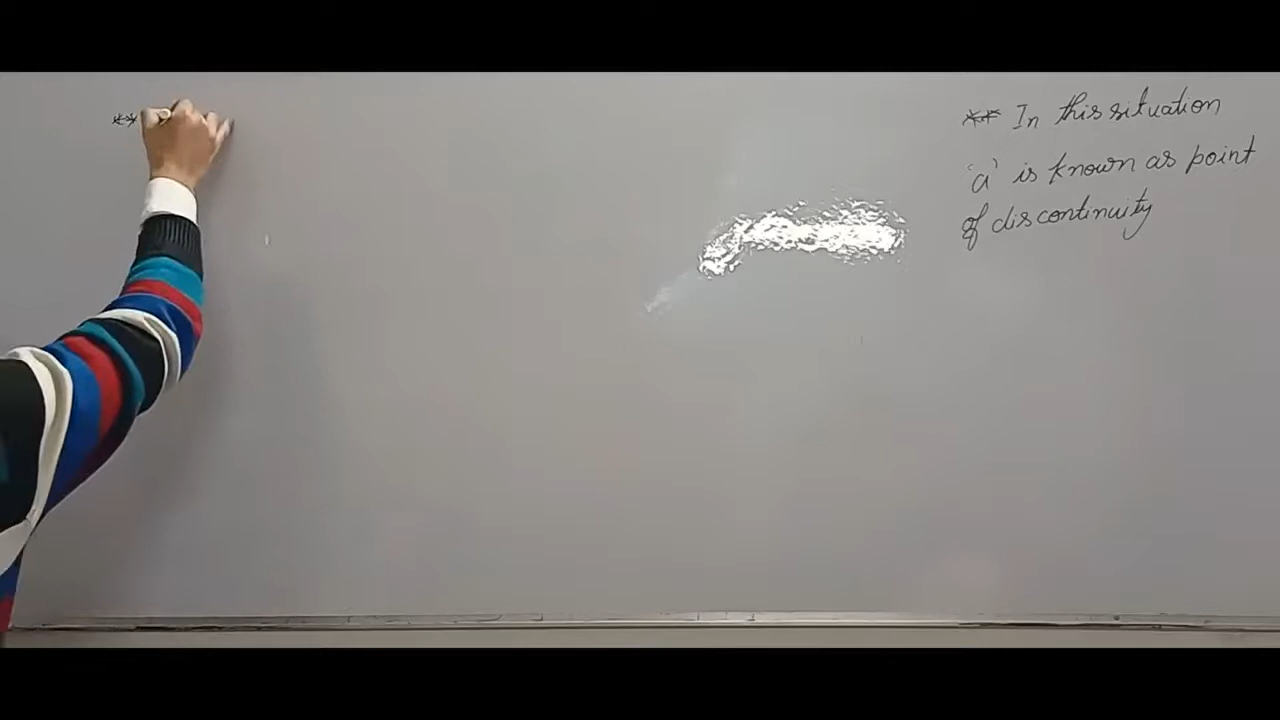 **
** In this situation
'a' is known as point
of discontinuity